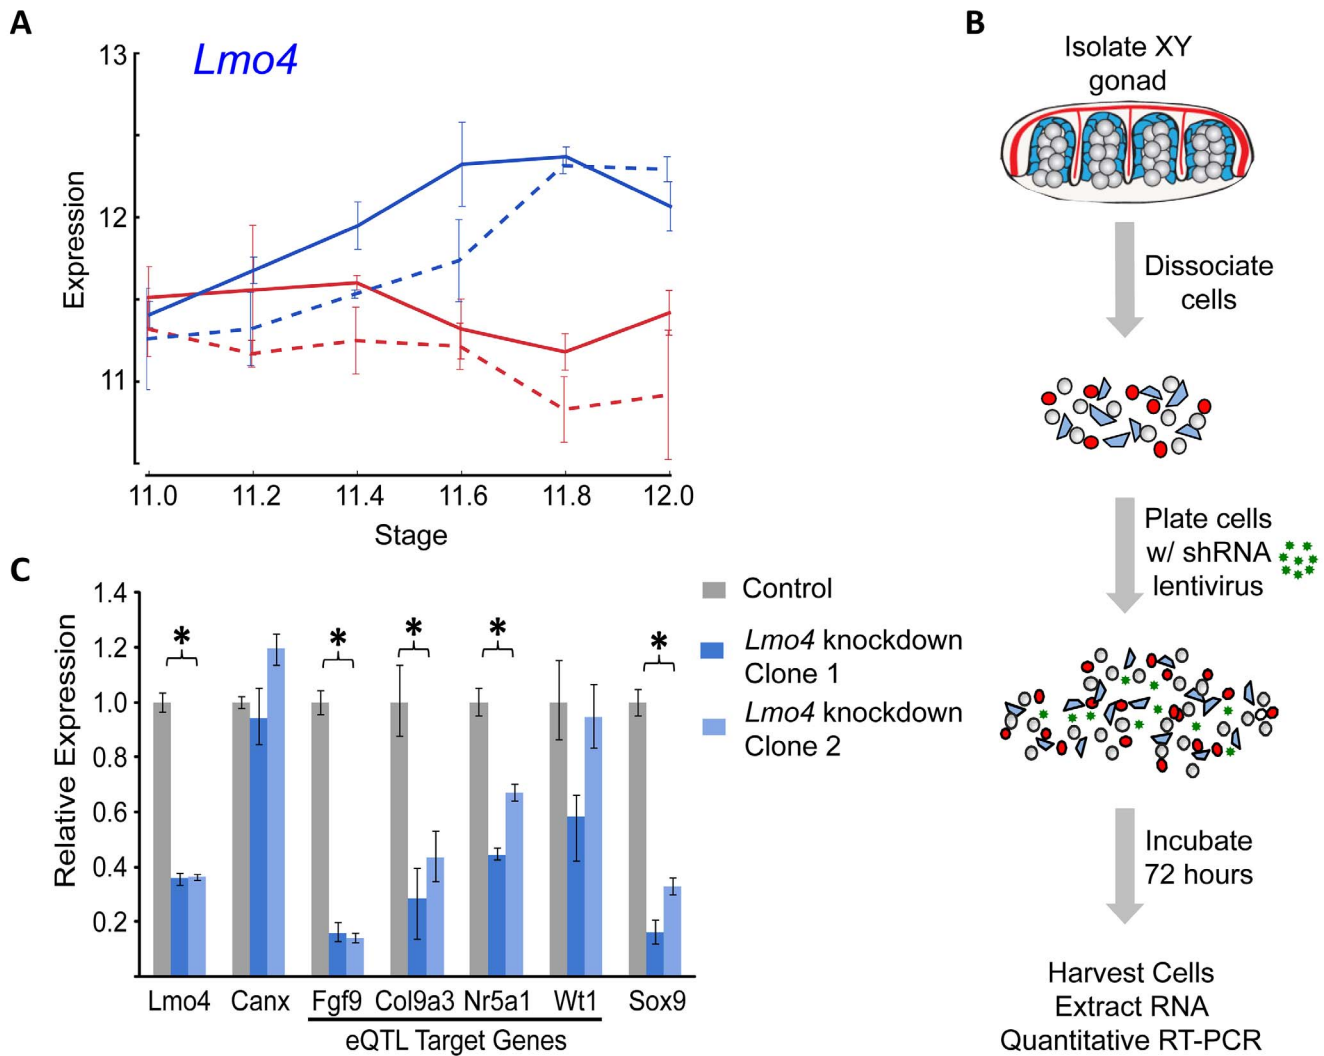 A
Lmo4
13
12
11
Expression
11.0 11.2 11.4 11.6 11.8 12.0
Stage
B
Isolate XY
gonad
Dissociate
cells
Plate cells
w/ shRNA
lentivirus
Incubate
72 hours
Harvest Cells
Extract RNA
Quantitative RT-PCR
C
1.4
1.2
1.0
0.8
0.6
0.4
0.2
Relative Expression
* * * * *
Lmo4 Canx Fgf9 Col9a3 Nr5a1 Wt1 Sox9
eQTL Target Genes
Control
Lmo4 knockdown
Clone 1
Lmo4 knockdown
Clone 2